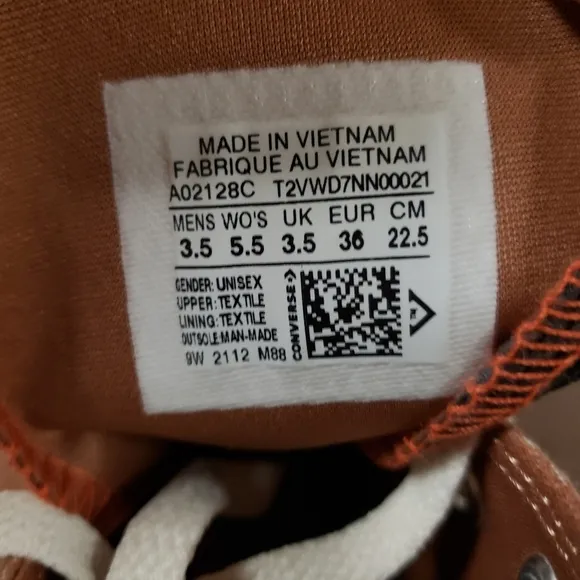 MADE IN VIETNAM
FABRIQUE AU VIETNAM
A02128C T2VWD7NN00021
MENS WO'S UK EUR CM
3.5 5.5 3.5 36 22.5
GENDER: UNISEX
UPPER: TEXTILE
LINING: TEXTILE
OUTSOLE: MAN-MADE
9W 2112 M88
CONVERSE